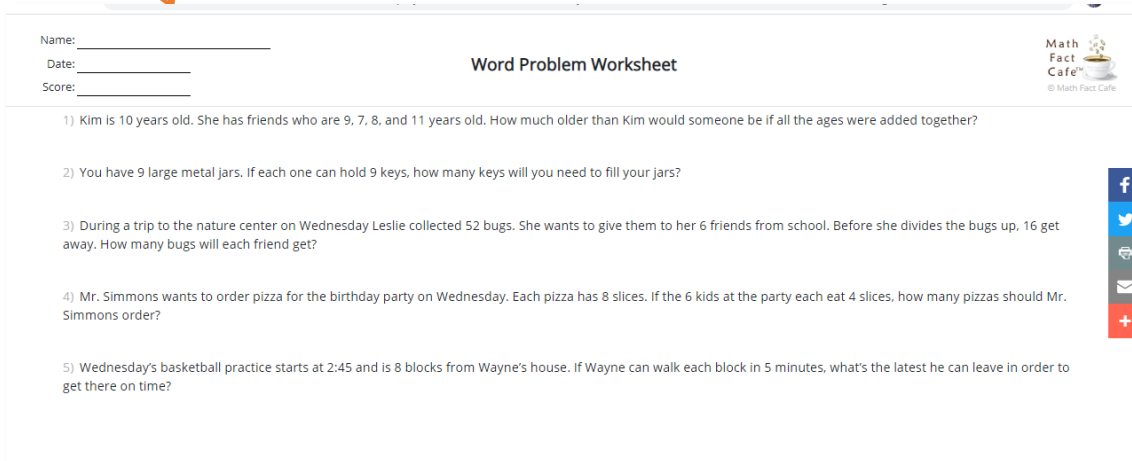 Name:
Date:
Score:
Word Problem Worksheet
Math
Fact
Cafe™
© Math Fact Cafe
1) Kim is 10 years old. She has friends who are 9, 7, 8, and 11 years old. How much older than Kim would someone be if all the ages were added together?
2) You have 9 large metal jars. If each one can hold 9 keys, how many keys will you need to fill your jars?
3) During a trip to the nature center on Wednesday Leslie collected 52 bugs. She wants to give them to her 6 friends from school. Before she divides the bugs up, 16 get
away. How many bugs will each friend get?
4) Mr. Simmons wants to order pizza for the birthday party on Wednesday. Each pizza has 8 slices. If the 6 kids at the party each eat 4 slices, how many pizzas should Mr.
Simmons order?
5) Wednesday's basketball practice starts at 2:45 and is 8 blocks from Wayne's house. If Wayne can walk each block in 5 minutes, what's the latest he can leave in order to
get there on time?